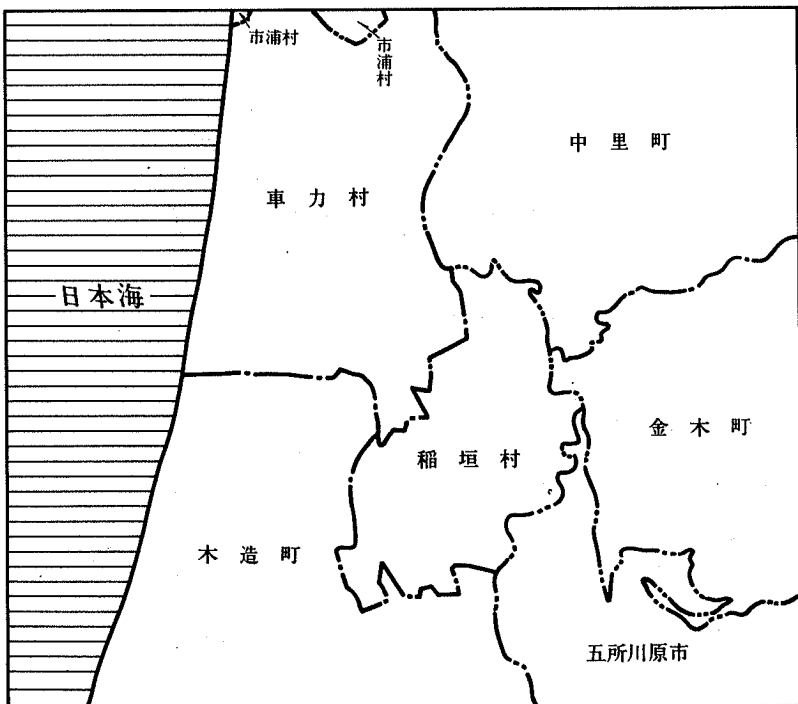 市浦村
市浦村
中里町
車力村
日本海
金木町
稲垣村
木造町
五所川原市